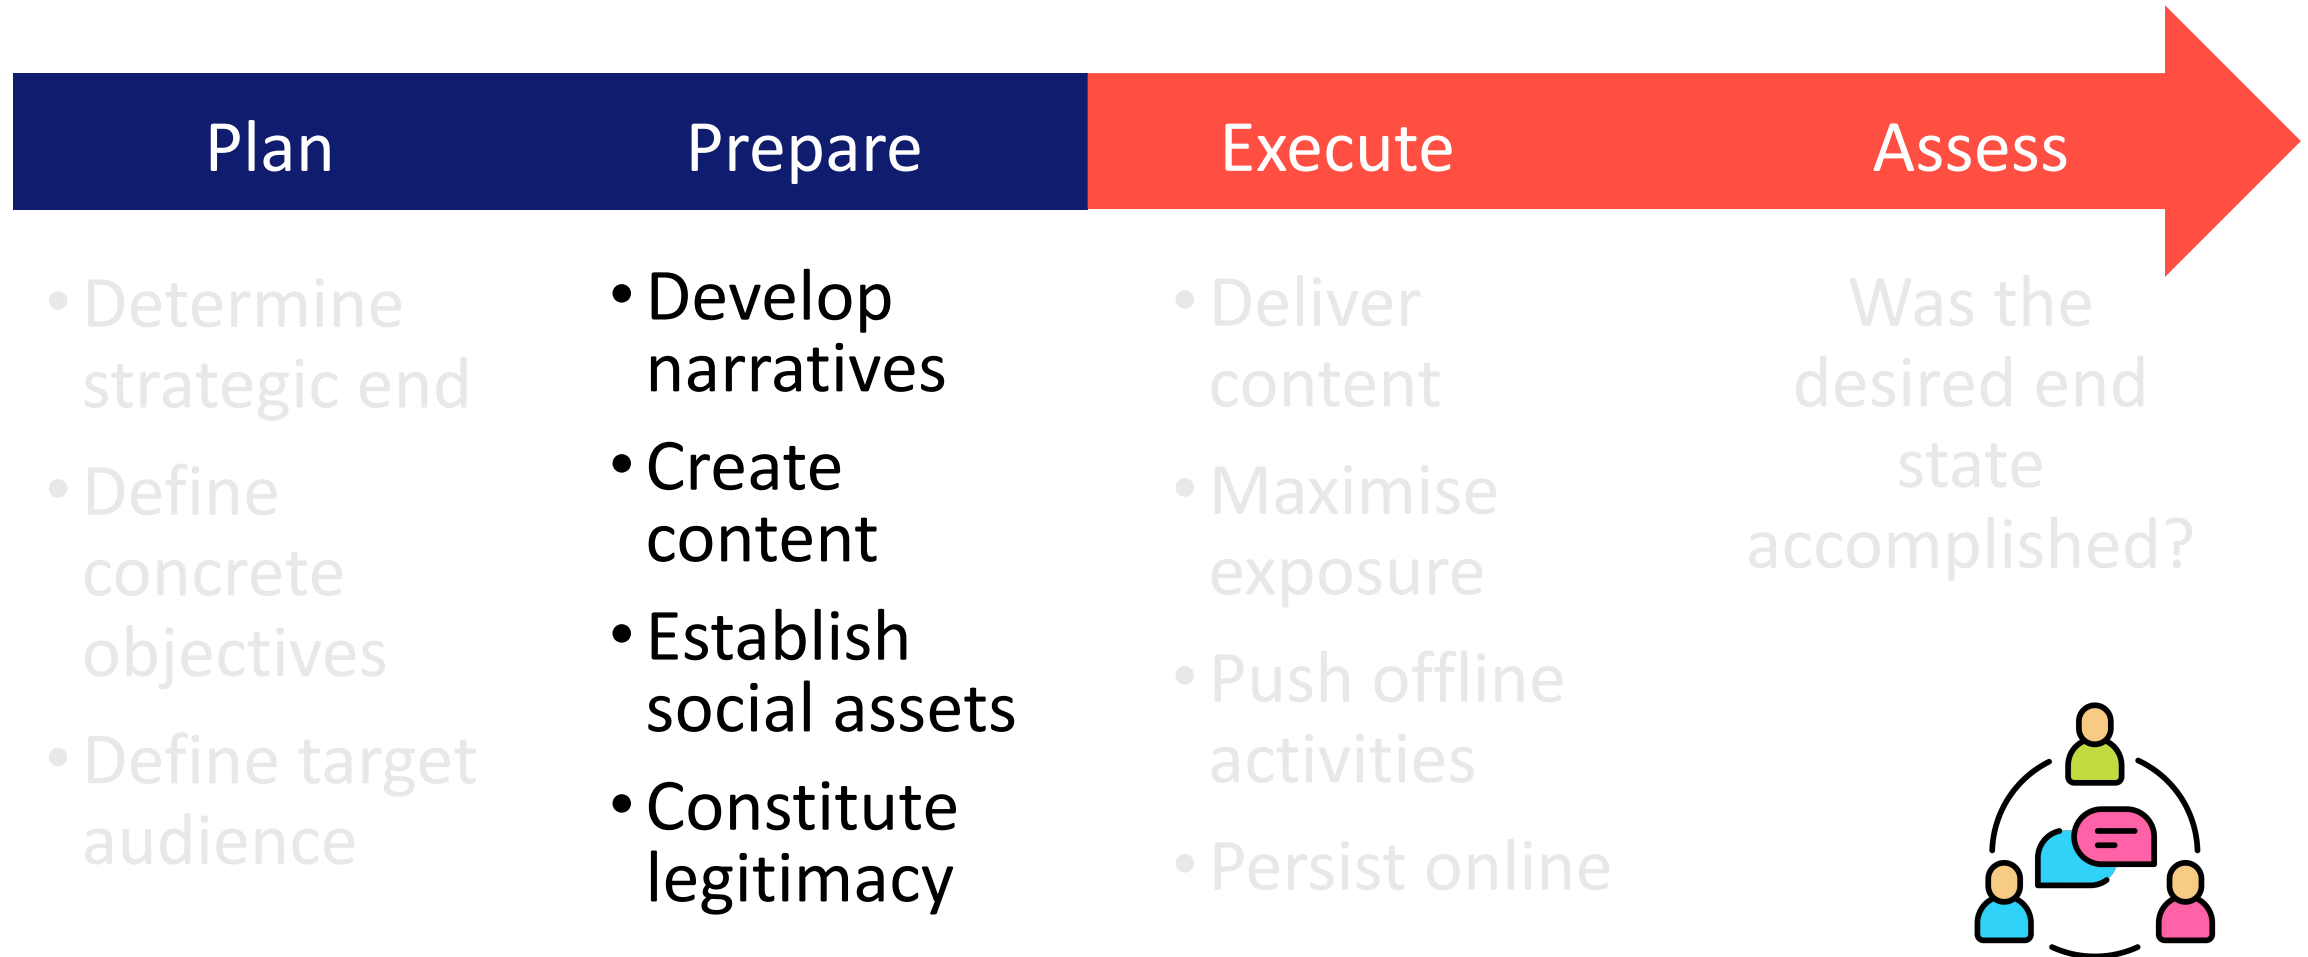 Plan
Prepare
Execute
Assess
• Determine
strategic end
• Define
concrete
objectives
• Define target
audience
• Develop
narratives
• Create
content
• Establish
social assets
• Constitute
legitimacy
• Deliver
content
• Maximise
exposure
• Push offline
activities
• Persist online
Was the
desired end
state
accomplished?